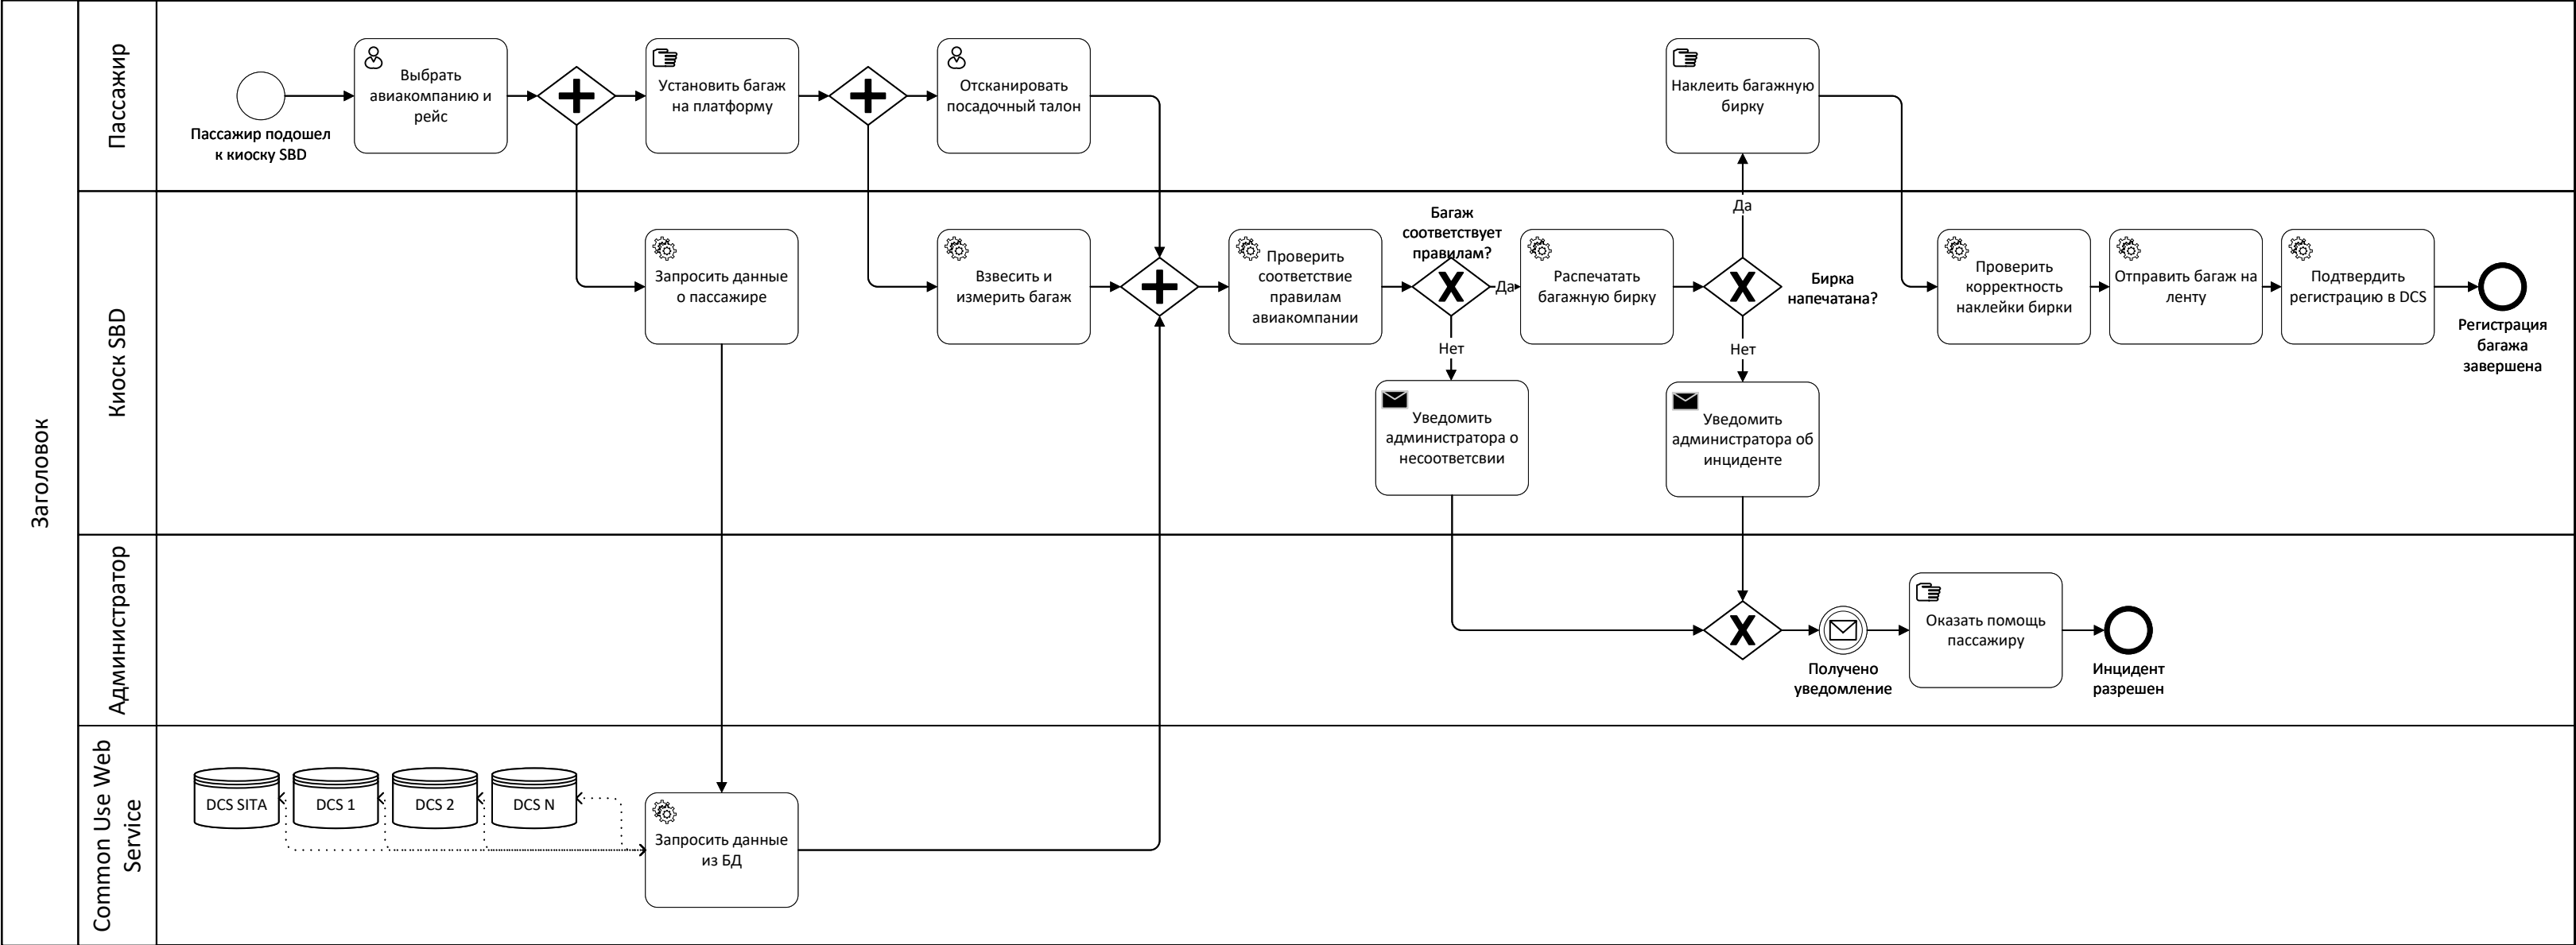 Заголовок
Пассажир
Пассажир подошел
к киоску SBD
Выбрать
авиакомпанию и
рейс
Установить багаж
на платформу
Отсканировать
посадочный талон
Наклеить багажную
бирку
Киоск SBD
Запросить данные
о пассажире
Взвесить и
измерить багаж
Проверить
соответствие
правилам
авиакомпании
Багаж
соответствует
правилам?
Да
Нет
Распечатать
багажную бирку
Да
Бирка
напечатана?
Нет
Проверить
корректность
наклейки бирки
Отправить багаж на
ленту
Подтвердить
регистрацию в DCS
Регистрация
багажа
завершена
Уведомить
администратора о
несоответсвии
Уведомить
администратора об
инциденте
Администратор
Получено
уведомление
Оказать помощь
пассажиру
Инцидент
разрешен
Common Use Web
Service
DCS SITA
DCS 1
DCS 2
DCS N
Запросить данные
из БД